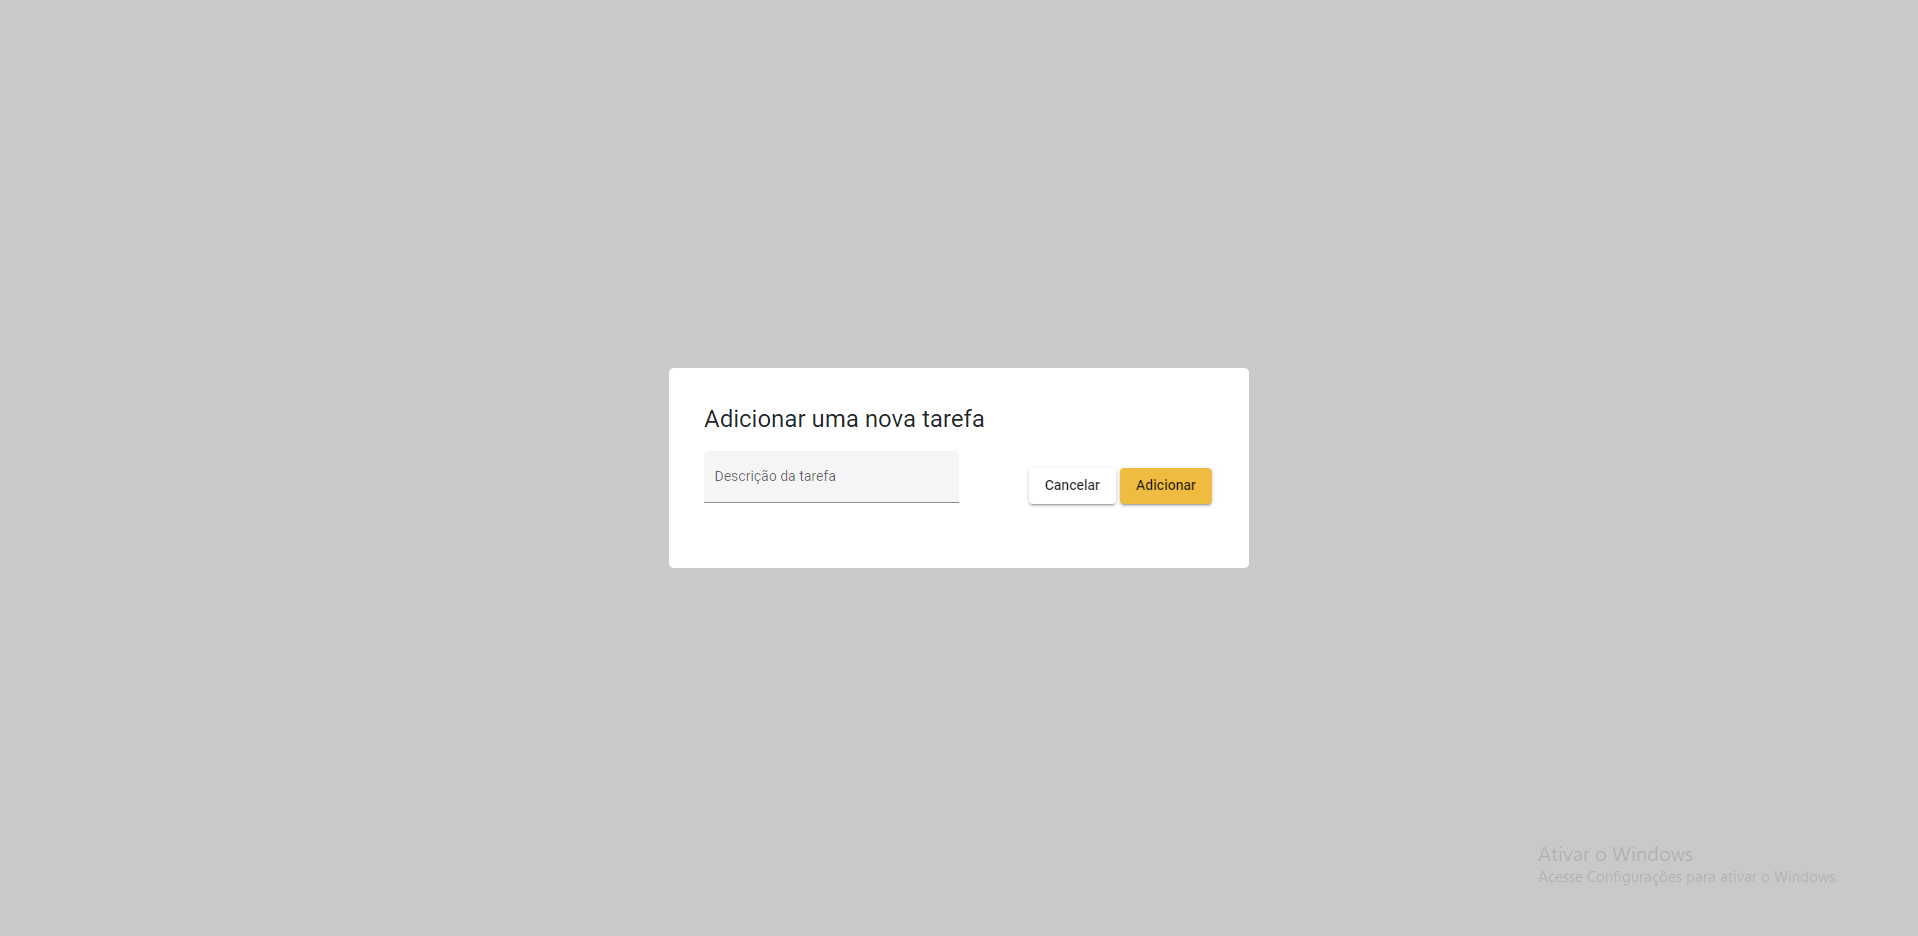 Adicionar uma nova tarefa
Descrição da tarefa
Cancelar
Adicionar
Ativar o Windows
Acesse Configurações para ativar o Windows.